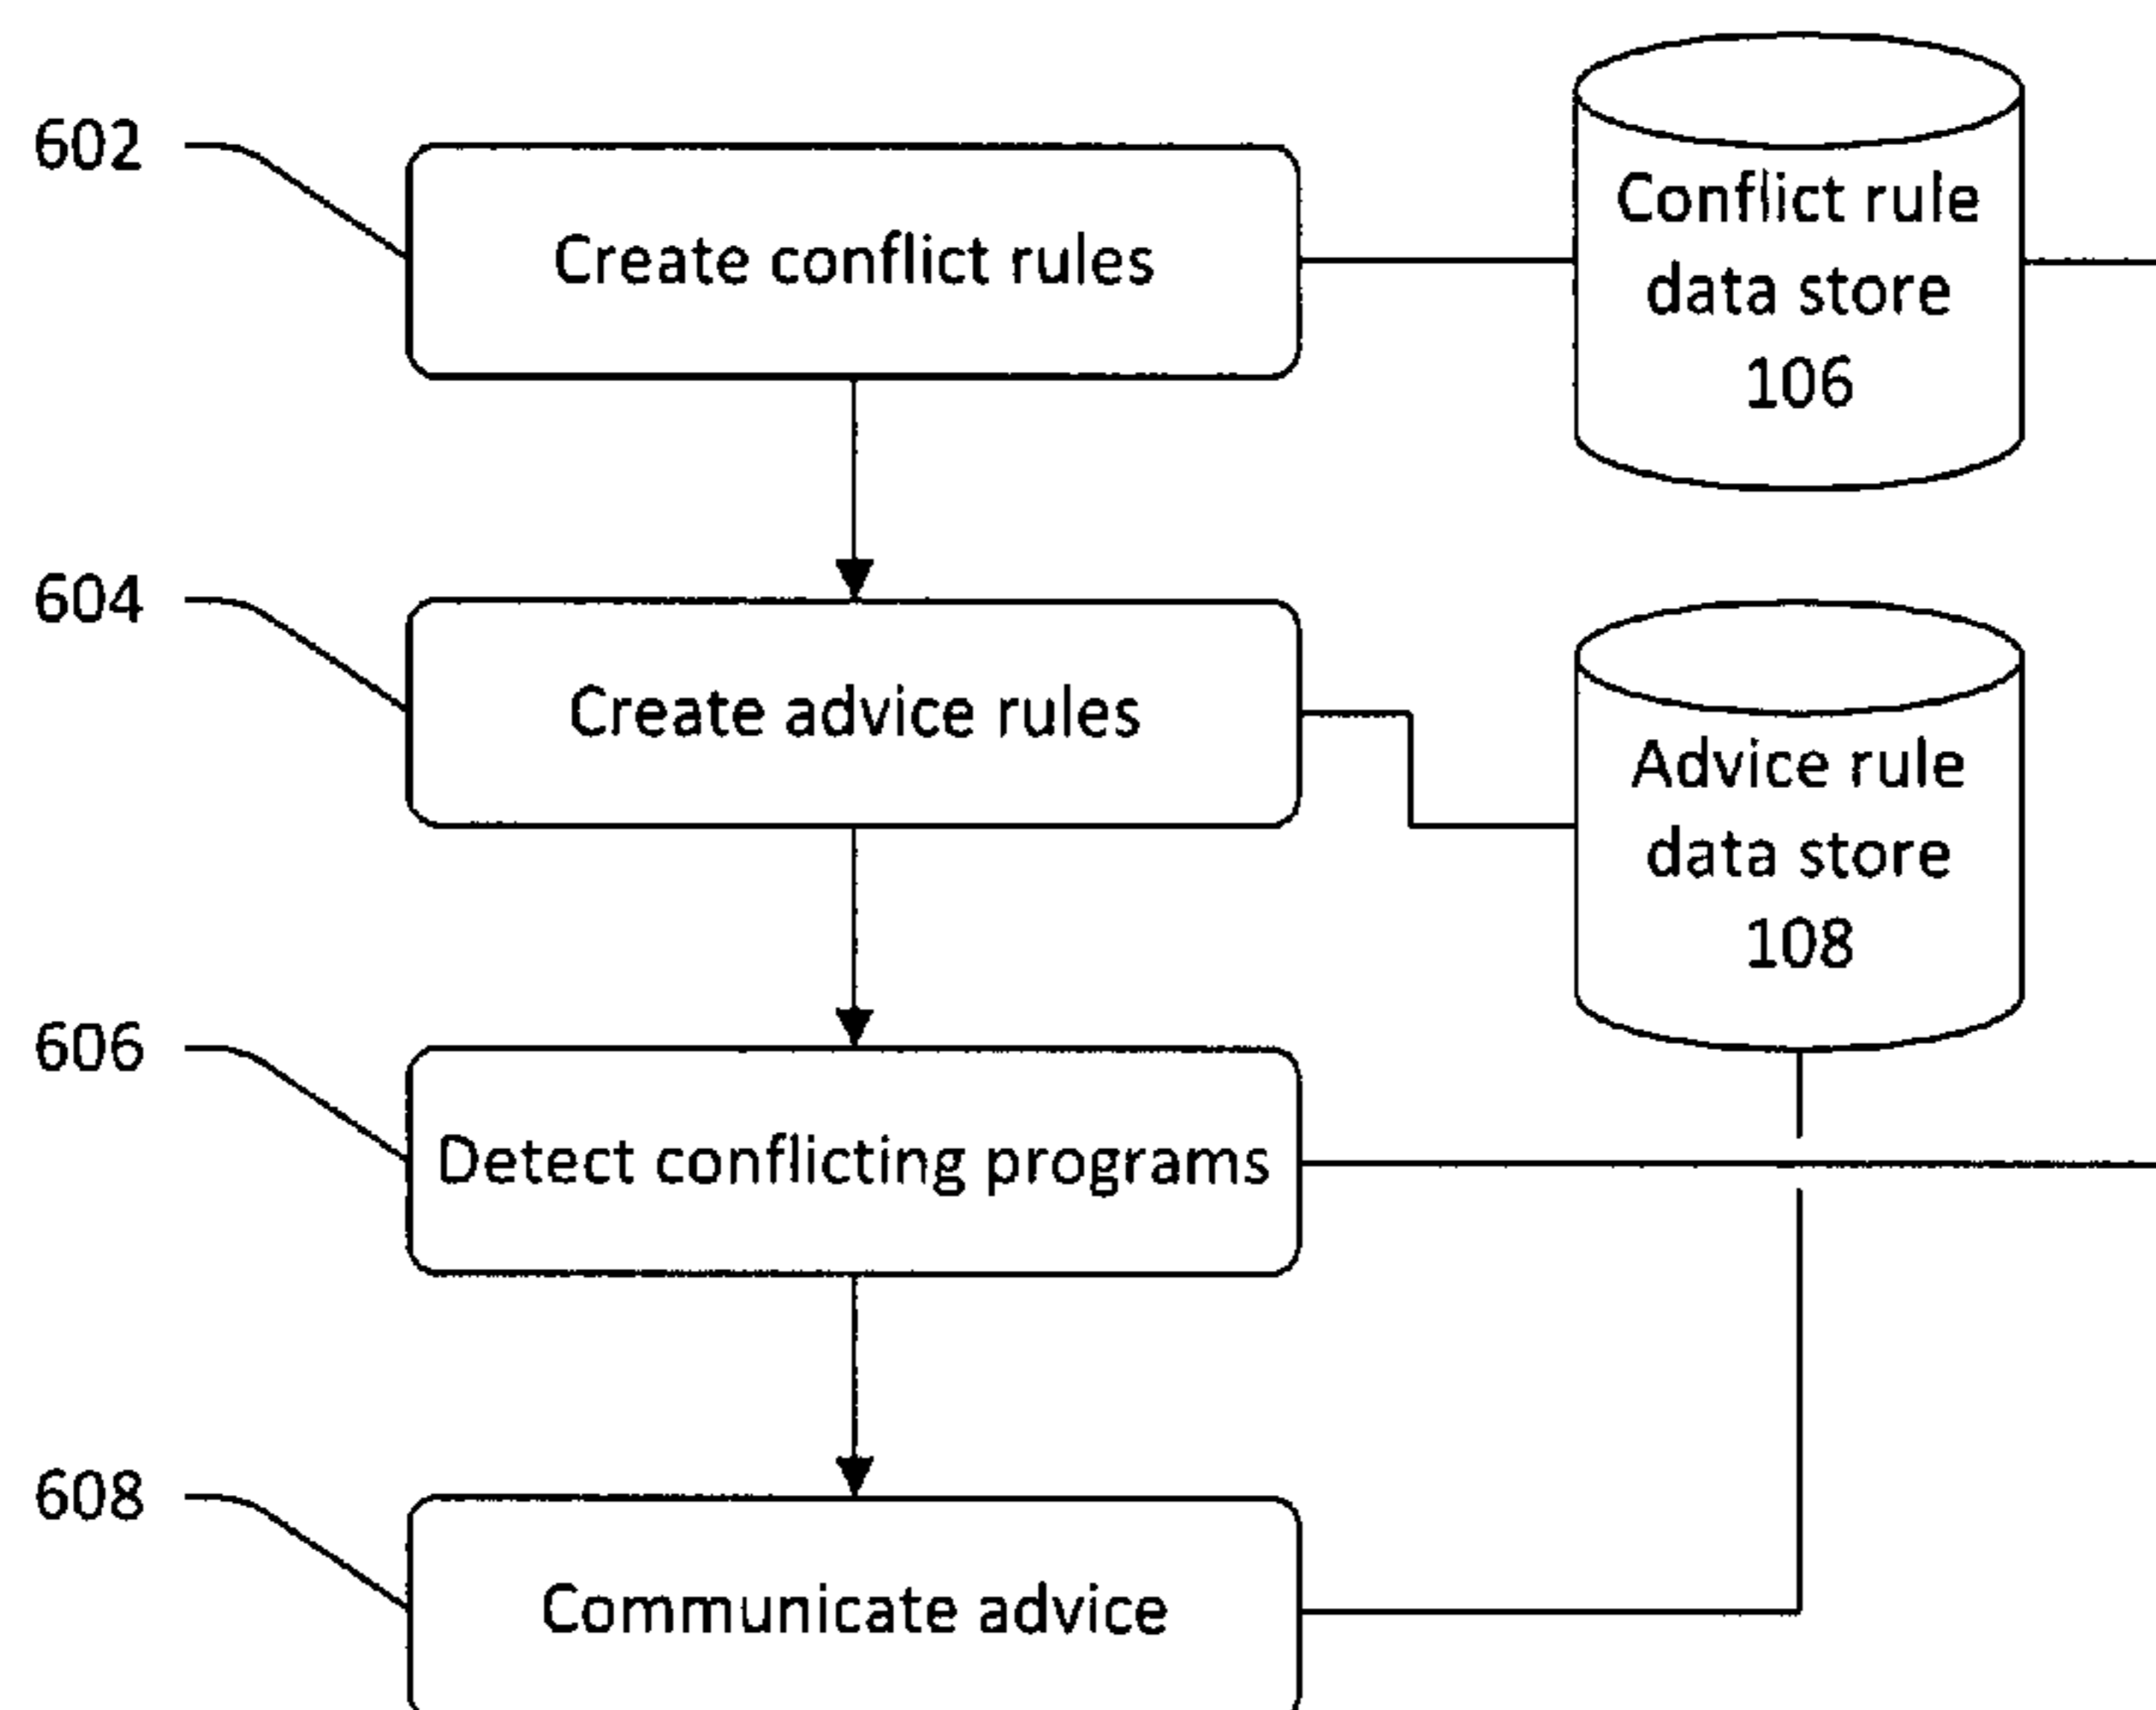 602
Create conflict rules
Conflict rule
data store
106
604
Create advice rules
Advice rule
data store
108
606
Detect conflicting programs
608
Communicate advice